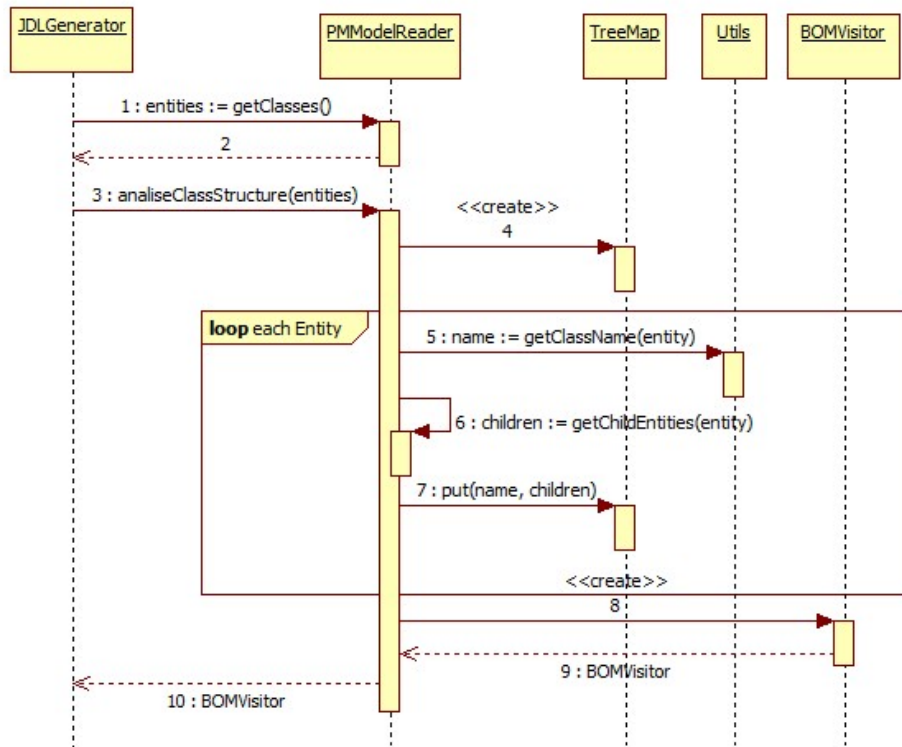 JDLGenerator
PMModelReader
TreeMap
Utils
BOMVisitor
1 : entities := getClasses()
2
3 : analiseClassStructure(entities)
<<create>>
4
loop each Entity
5 : name := getClassName(entity)
6 : children := getChildEntities(entity)
7 : put(name, children)
<<create>>
8
9 : BOMVisitor
10 : BOMVisitor